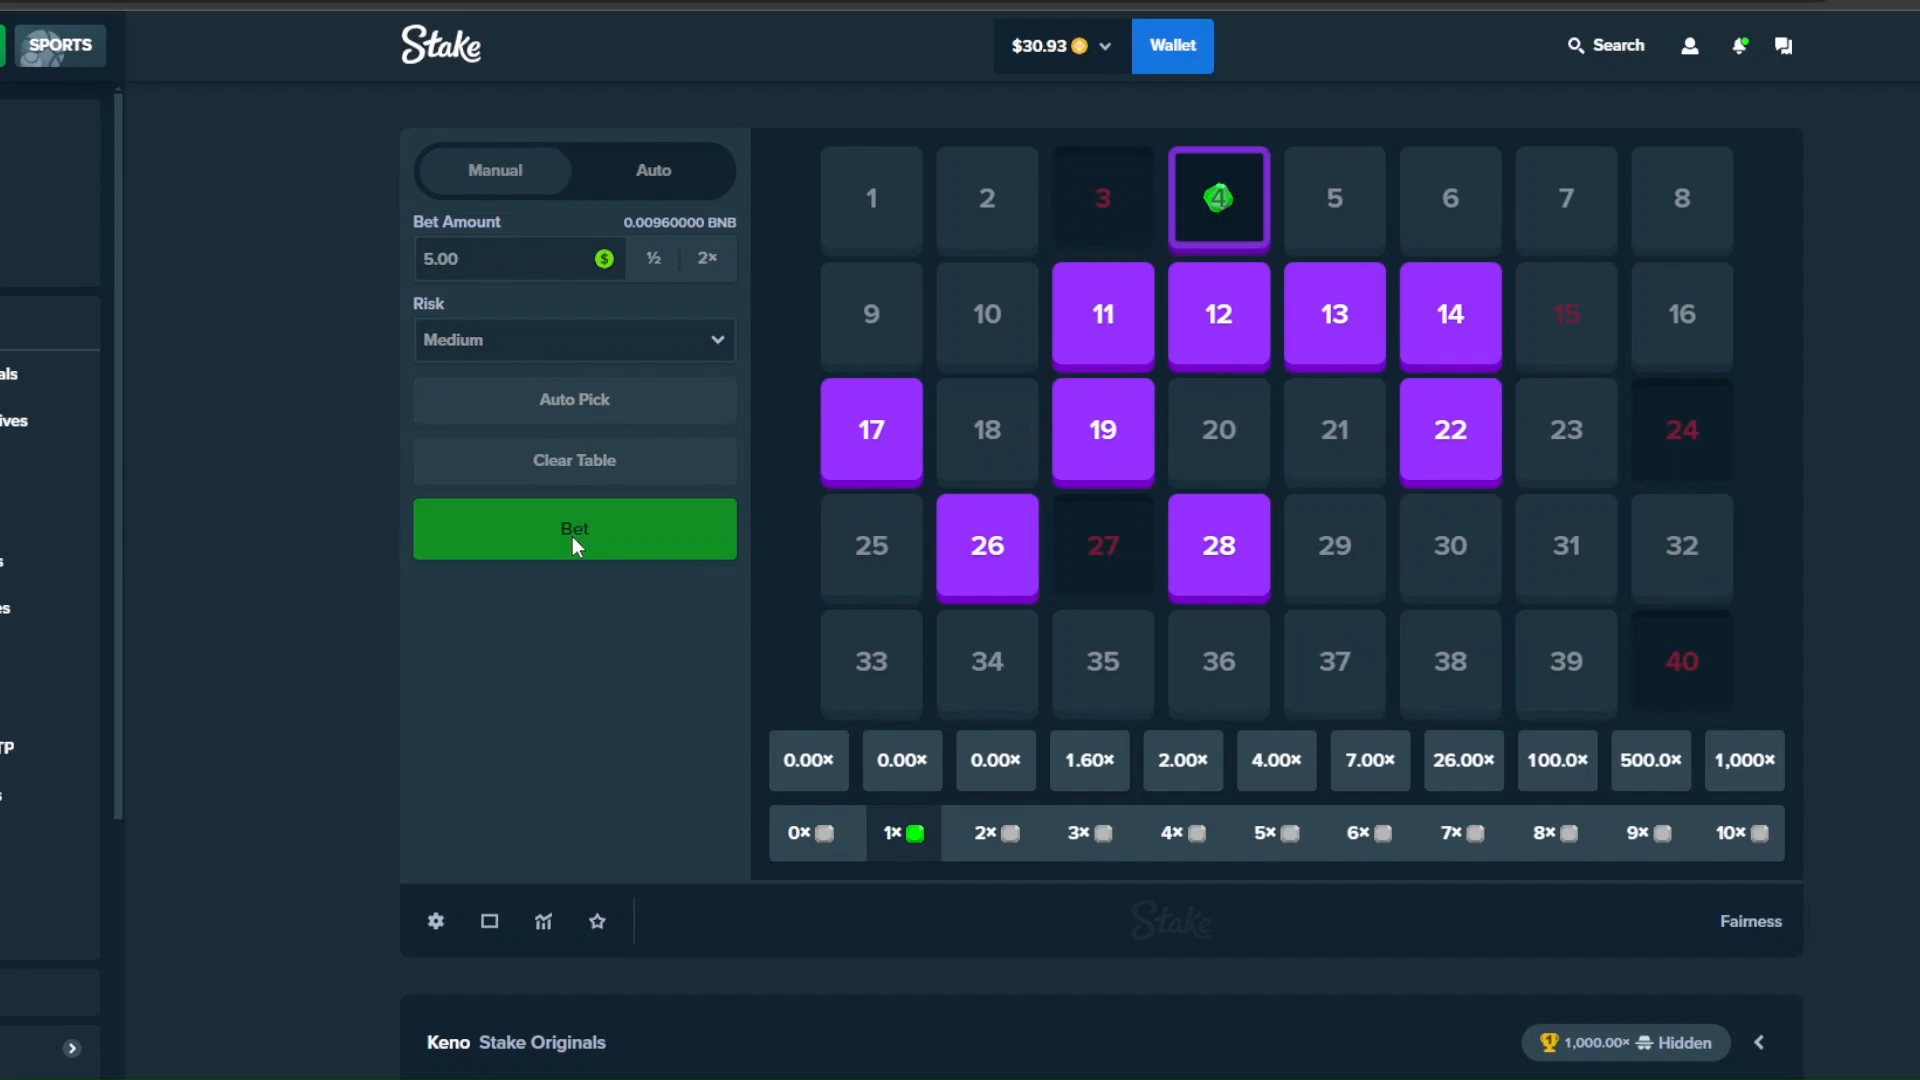 SPORTS
Stake
$30.93
Wallet
Search
als
ives
s
es
TP
s
Manual
Auto
Bet Amount
0.00960000 BNB
5.00
½
2×
Risk
Medium
Auto Pick
Clear Table
Bet
1 2 3 4 5 6 7 8
9 10 11 12 13 14 15 16
17 18 19 20 21 22 23 24
25 26 27 28 29 30 31 32
33 34 35 36 37 38 39 40
0.00× 0.00× 0.00× 1.60× 2.00× 4.00× 7.00× 26.00× 100.0× 500.0× 1,000×
0× 1× 2× 3× 4× 5× 6× 7× 8× 9× 10×
Stake
Fairness
Keno Stake Originals
1,000.00× Hidden